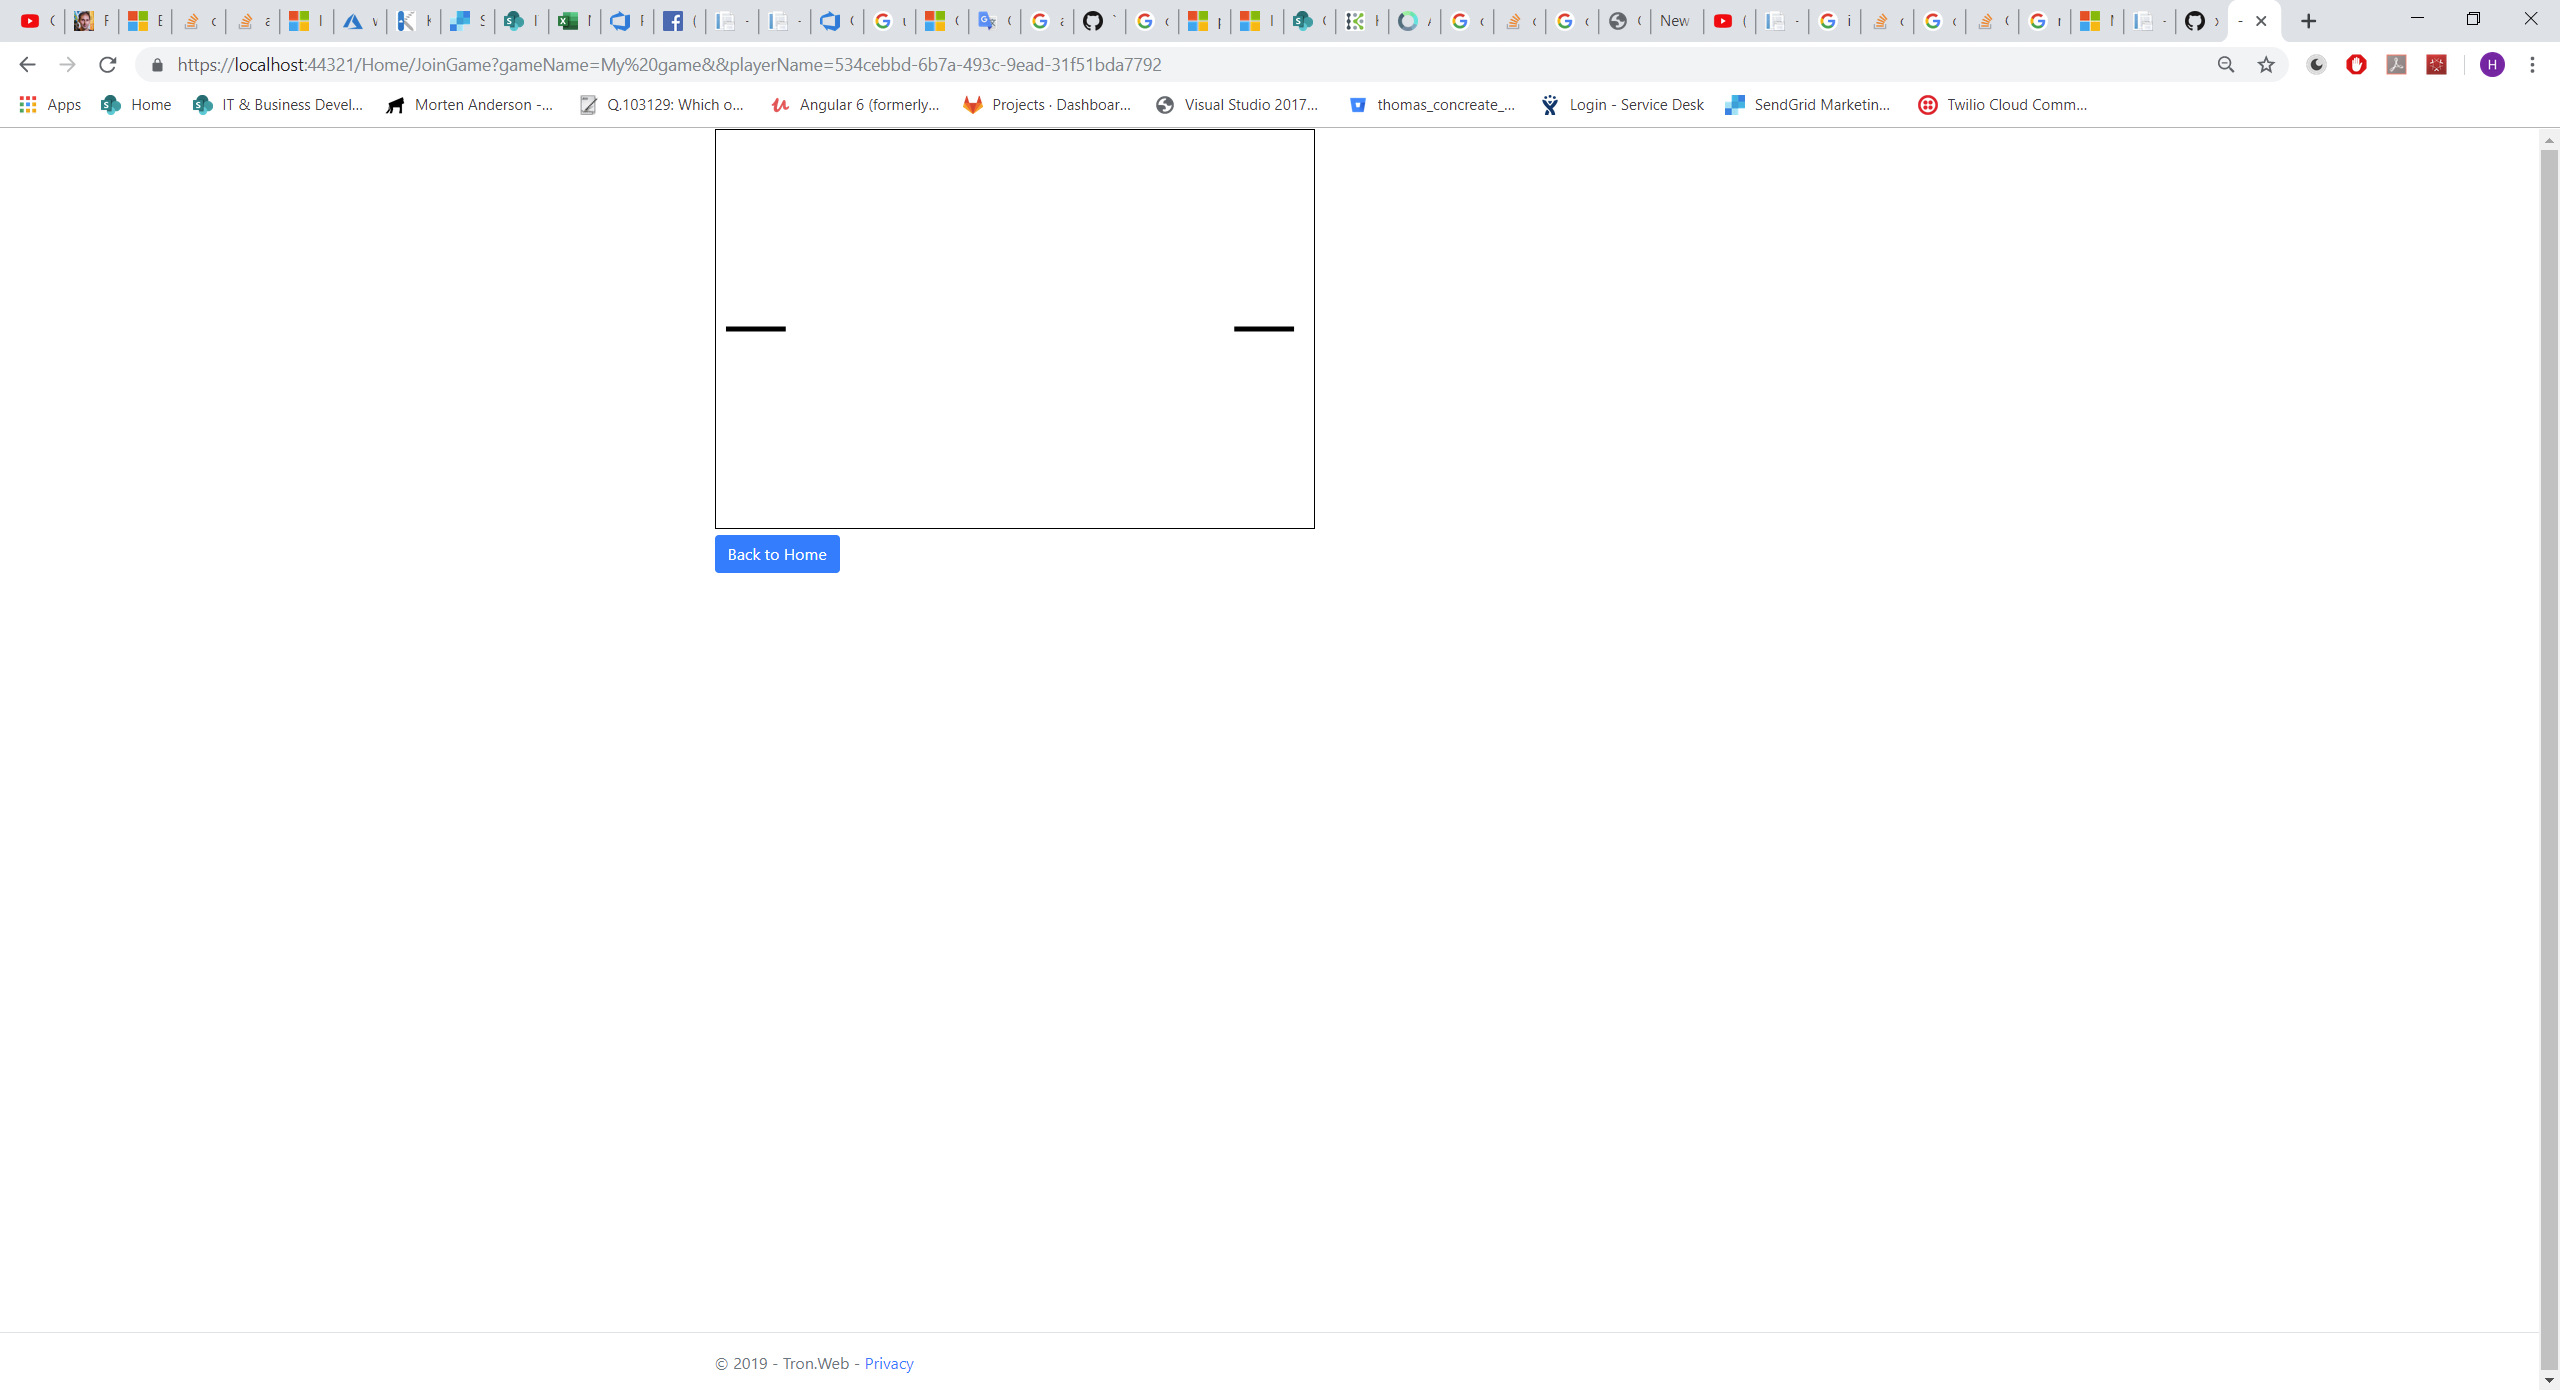 New
https://localhost:44321/Home/JoinGame?gameName=My%20game&&playerName=534cebbd-6b7a-493c-9ead-31f51bda7792
H
Apps Home IT & Business Devel... Morten Anderson -... Q.103129: Which o... Angular 6 (formerly... Projects · Dashboar... Visual Studio 2017... thomas_concreate_... Login - Service Desk SendGrid Marketin... Twilio Cloud Comm...
Back to Home
© 2019 - Tron.Web - Privacy